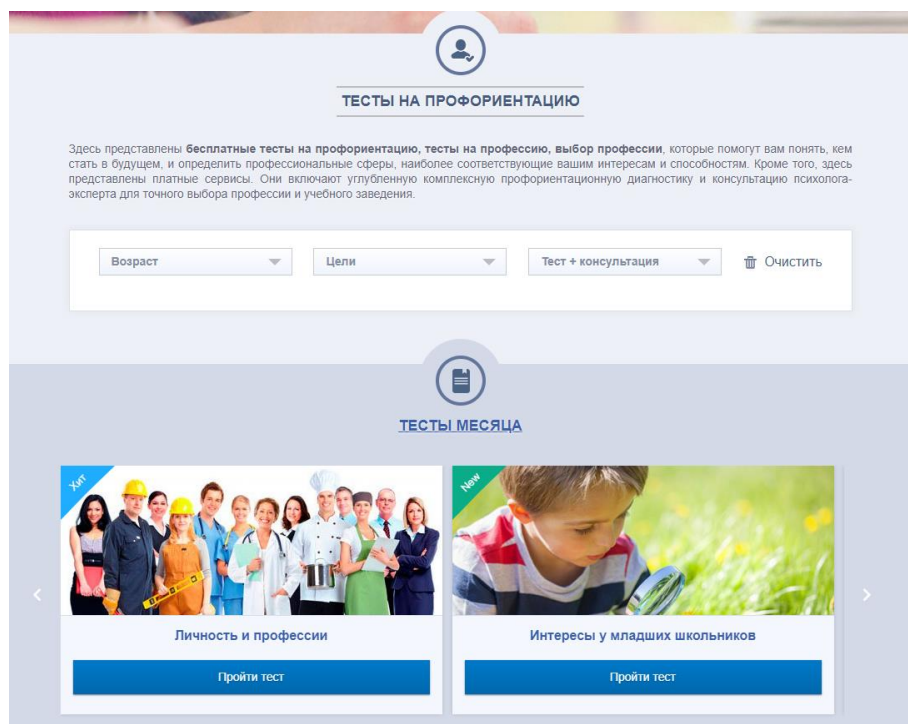 ТЕСТЫ НА ПРОФОРИЕНТАЦИЮ
Здесь представлены бесплатные тесты на профориентацию, тесты на профессию, выбор профессии, которые помогут вам понять, кем
стать в будущем, и определить профессиональные сферы, наиболее соответствующие вашим интересам и способностям. Кроме того, здесь
представлены платные сервисы. Они включают углубленную комплексную профориентационную диагностику и консультацию психолога-
эксперта для точного выбора профессии и учебного заведения.
Возраст
Цели
Тест + консультация
Очистить
ТЕСТЫ МЕСЯЦА
Хит
New
Личность и профессии
Интересы у младших школьников
Пройти тест
Пройти тест